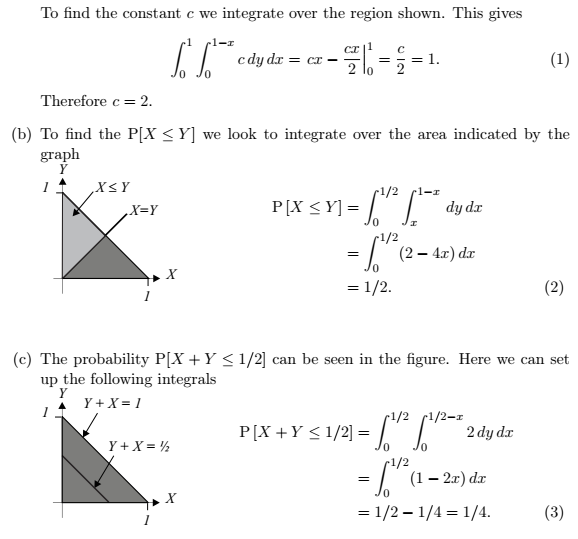 To find the constant c we integrate over the region shown. This gives
∫₀¹ ∫₀^{1−x} c dy dx = cx − cx/2 |₀¹ = c/2 = 1. (1)
Therefore c = 2.
(b) To find the P[X ≤ Y] we look to integrate over the area indicated by the
graph
Y
1
X ≤ Y
X=Y
X
1
P [X ≤ Y] = ∫₀^{1/2} ∫ₓ^{1−x} dy dx
= ∫₀^{1/2} (2 − 4x) dx
= 1/2. (2)
(c) The probability P[X + Y ≤ 1/2] can be seen in the figure. Here we can set
up the following integrals
Y
1
Y + X = 1
Y + X = ½
X
1
P [X + Y ≤ 1/2] = ∫₀^{1/2} ∫₀^{1/2−x} 2 dy dx
= ∫₀^{1/2} (1 − 2x) dx
= 1/2 − 1/4 = 1/4. (3)